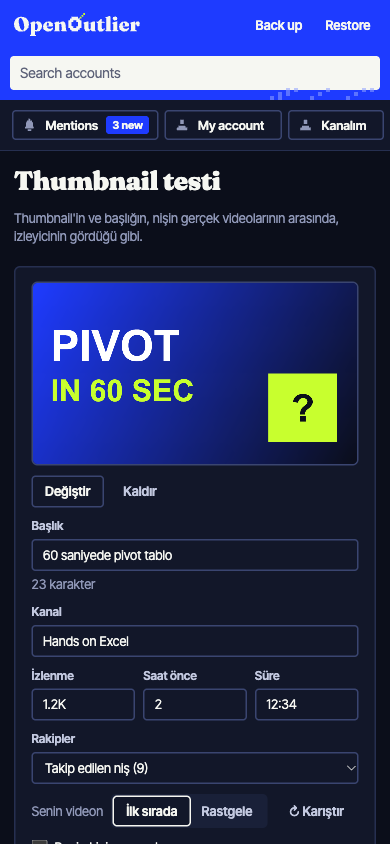 OpenOutlier
Back up
Restore
Search accounts
Mentions 3 new
My account
Kanalım
Thumbnail testi
Thumbnail'in ve başlığın, nişin gerçek videolarının arasında,
izleyicinin gördüğü gibi.
PIVOT
IN 60 SEC
?
Değiştir
Kaldır
Başlık
60 saniyede pivot tablo
23 karakter
Kanal
Hands on Excel
İzlenme
Saat önce
Süre
1.2K
2
12:34
Rakipler
Takip edilen niş (9)
Senin videon
İlk sırada
Rastgele
Karıştır